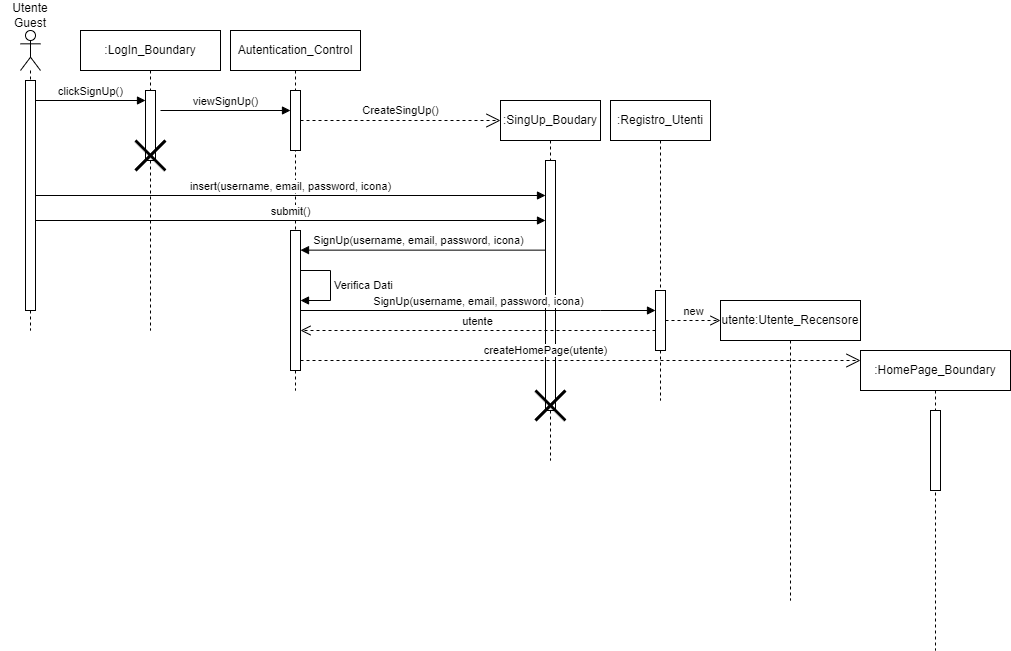 Utente
Guest
:LogIn_Boundary
Autentication_Control
clickSignUp()
viewSignUp()
CreateSingUp()
:SingUp_Boudary
:Registro_Utenti
insert(username, email, password, icona)
submit()
SignUp(username, email, password, icona)
Verifica Dati
SignUp(username, email, password, icona)
new
utente:Utente_Recensore
utente
createHomePage(utente)
:HomePage_Boundary